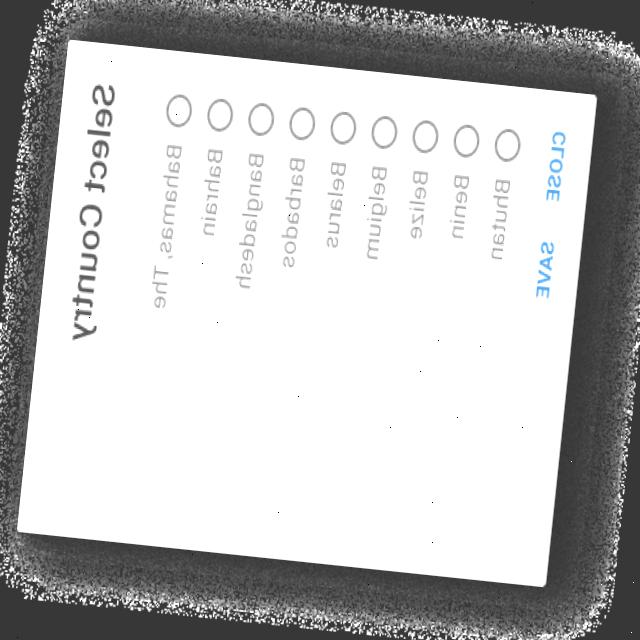 Select Country
Bahamas, The
Bahrain
Bangladesh
Barbados
Belarus
Belgium
Belize
Benin
Bhutan
CLOSE SAVE